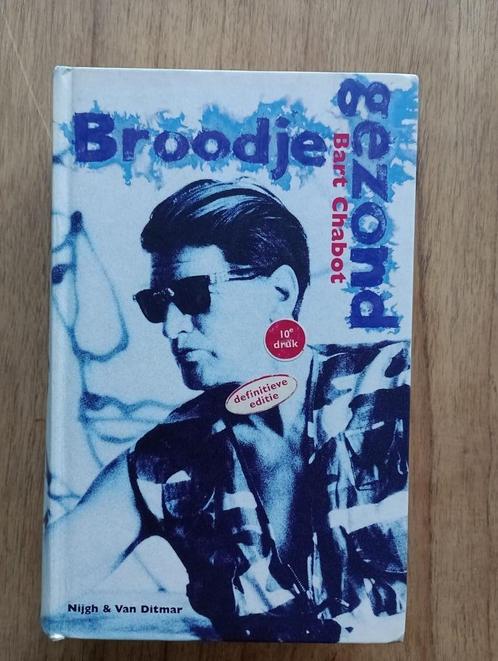 Broodje
gezond
Bart Chabot
10e
druk
definitieve
editie
Nijgh & Van Ditmar